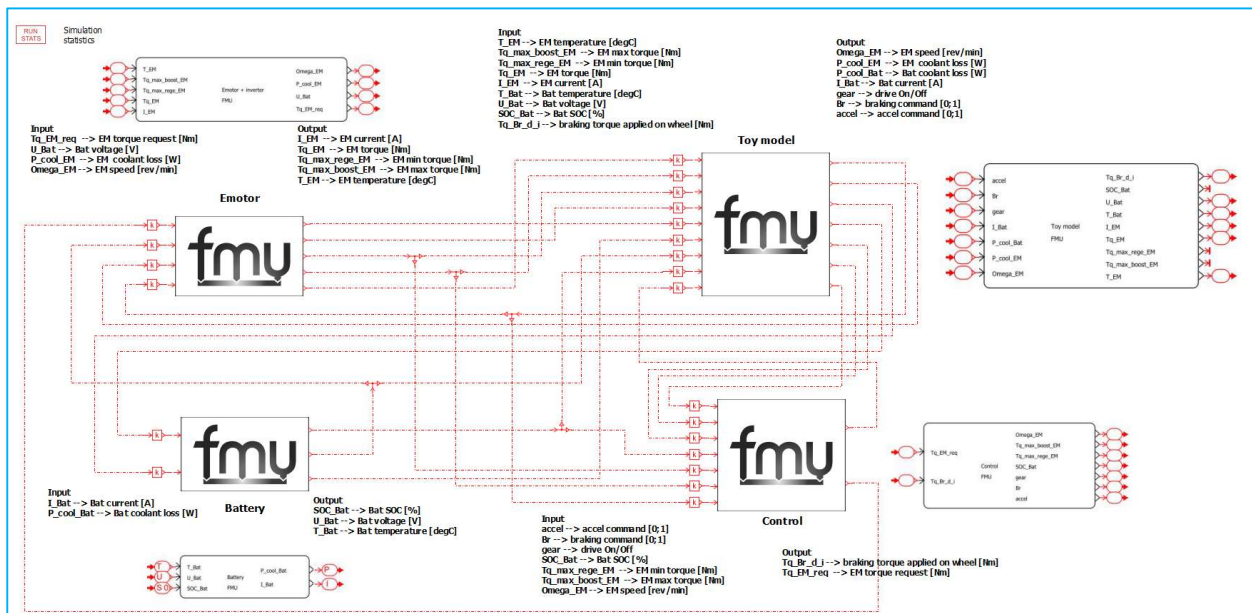 RUN
STATS
Simulation
statistics
T_EM
Tq_max_boost_EM
Tq_max_rege_EM
Tq_EM
I_EM
Emotor + inverter
FMU
Omega_EM
P_cool_EM
U_Bat
Tq_EM_req
Input
Tq_EM_req --> EM torque request [Nm]
U_Bat --> Bat voltage [V]
P_cool_EM --> EM coolant loss [W]
Omega_EM --> EM speed [rev/min]
Output
I_EM --> EM current [A]
Tq_EM --> EM torque [Nm]
Tq_max_rege_EM --> EM min torque [Nm]
Tq_max_boost_EM --> EM max torque [Nm]
T_EM --> EM temperature [degC]
Input
T_EM --> EM temperature [degC]
Tq_max_boost_EM --> EM max torque [Nm]
Tq_max_rege_EM --> EM min torque [Nm]
Tq_EM --> EM torque [Nm]
I_EM --> EM current [A]
T_Bat --> Bat temperature [degC]
U_Bat --> Bat voltage [V]
SOC_Bat --> Bat SOC [%]
Tq_Br_d_i --> braking torque applied on wheel [Nm]
Output
Omega_EM --> EM speed [rev/min]
P_cool_EM --> EM coolant loss [W]
P_cool_Bat --> Bat coolant loss [W]
I_Bat --> Bat current [A]
gear --> drive On/Off
Br --> braking command [0;1]
accel --> accel command [0;1]
Toy model
k
k
k
k
k
k
k
k
k
fmu
accel
Br
gear
I_Bat
P_cool_Bat
P_cool_EM
Omega_EM
Toy model
FMU
Tq_Br_d_i
SOC_Bat
U_Bat
T_Bat
I_EM
Tq_EM
Tq_max_rege_EM
Tq_max_boost_EM
T_EM
Emotor
k
k
k
k
fmu
k
k
fmu
Battery
Input
I_Bat --> Bat current [A]
P_cool_Bat --> Bat coolant loss [W]
Output
SOC_Bat --> Bat SOC [%]
U_Bat --> Bat voltage [V]
T_Bat --> Bat temperature [degC]
T
U
SO
T_Bat
U_Bat
SOC_Bat
Battery
FMU
P_cool_Bat
I_Bat
P
I
k
k
k
k
k
k
k
fmu
Control
Input
accel --> accel command [0;1]
Br --> braking command [0;1]
gear --> drive On/Off
SOC_Bat --> Bat SOC [%]
Tq_max_rege_EM --> EM min torque [Nm]
Tq_max_boost_EM --> EM max torque [Nm]
Omega_EM --> EM speed [rev/min]
Output
Tq_Br_d_i --> braking torque applied on wheel [Nm]
Tq_EM_req --> EM torque request [Nm]
Tq_EM_req
Tq_Br_d_i
Control
FMU
Omega_EM
Tq_max_boost_EM
Tq_max_rege_EM
SOC_Bat
gear
Br
accel